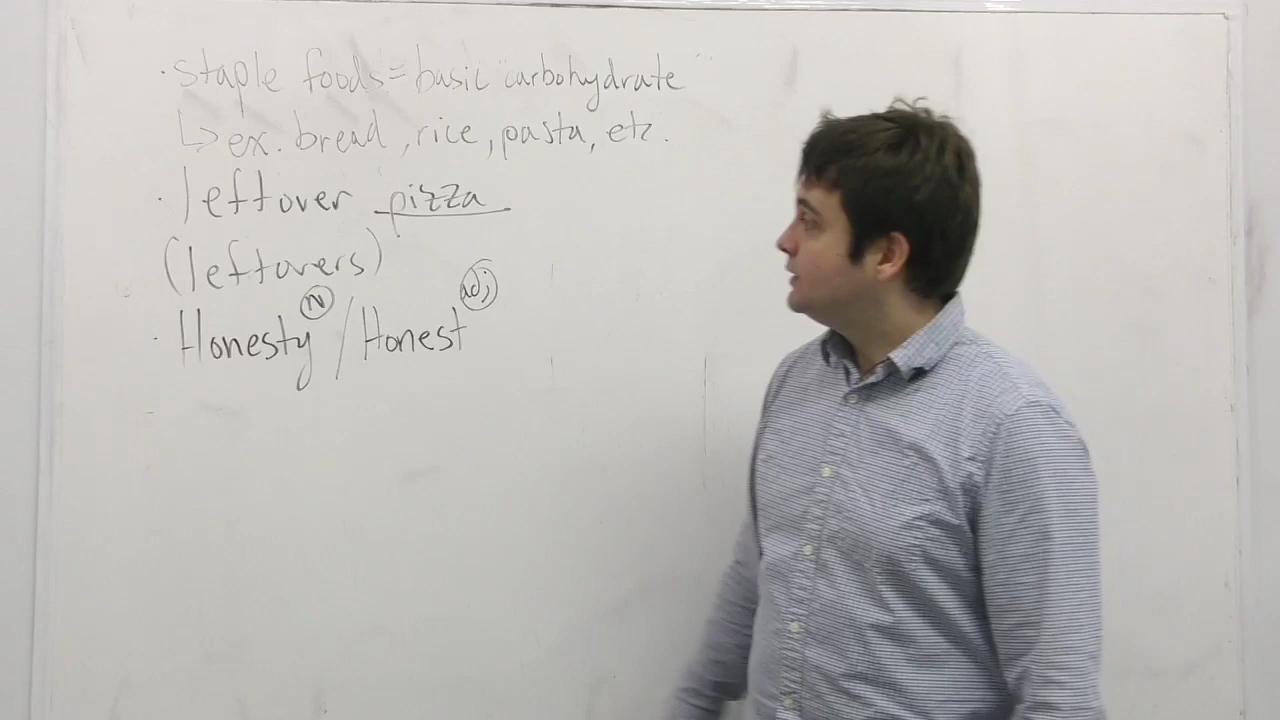 · staple foods = basic "carbohydrate"
↳ ex. bread, rice, pasta, etc.
· leftover pizza
(leftovers)
· Honesty (N) / Honest (adj)